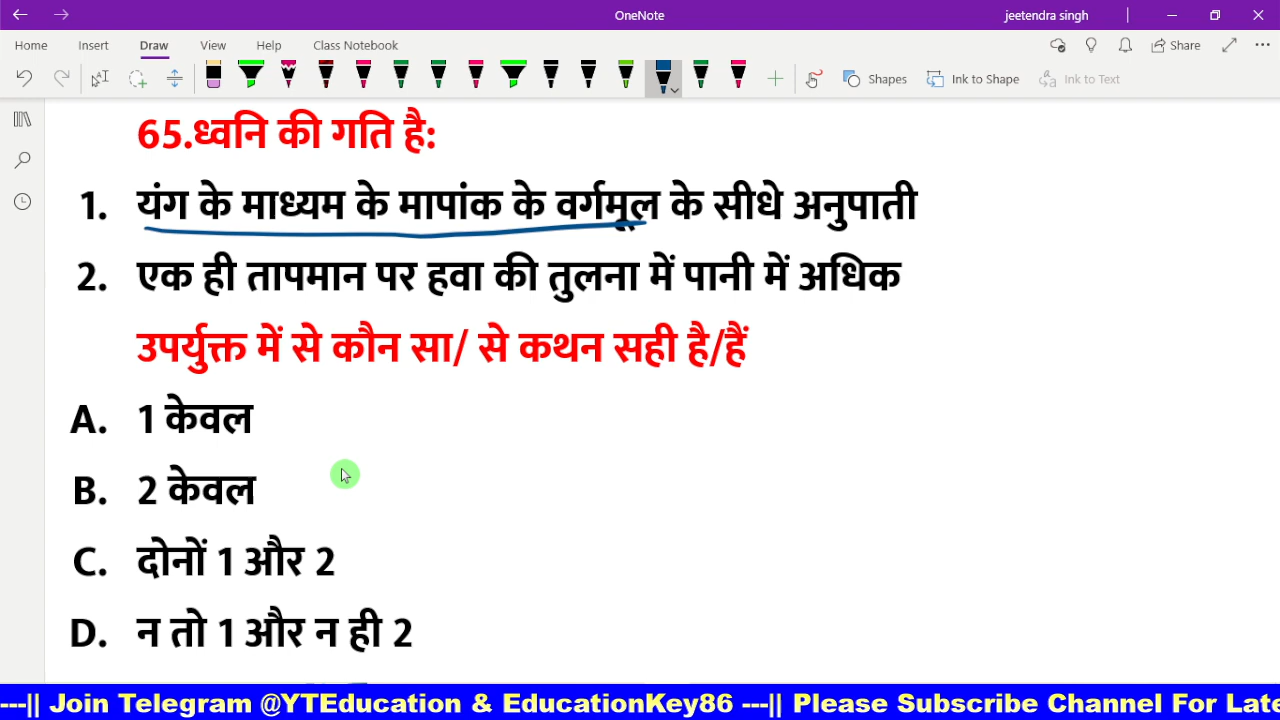 OneNote
jeetendra singh
Home Insert Draw View Help Class Notebook
Share
Shapes Ink to Shape Ink to Text
65.ध्वनि की गति है:
1. यंग के माध्यम के मापांक के वर्गमूल के सीधे अनुपाती
2. एक ही तापमान पर हवा की तुलना में पानी में अधिक
उपर्युक्त में से कौन सा/ से कथन सही है/हैं
A. 1 केवल
B. 2 केवल
C. दोनों 1 और 2
D. न तो 1 और न ही 2
---|| Join Telegram @YTEducation & EducationKey86 ---|| Please Subscribe Channel For Late